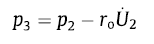 p₃ = p₂ − r₀U̇₂